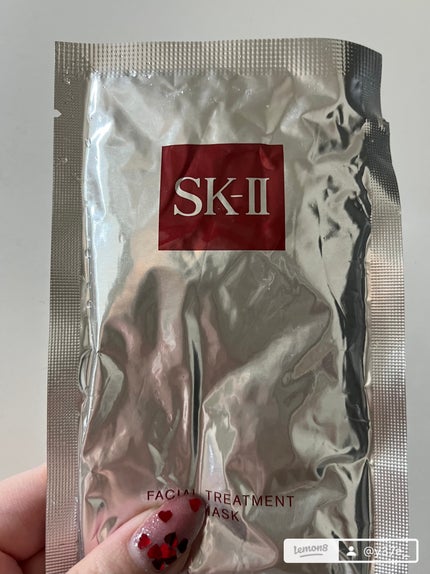 SK-II
FACIAL TREATMENT
MASK
lemon8